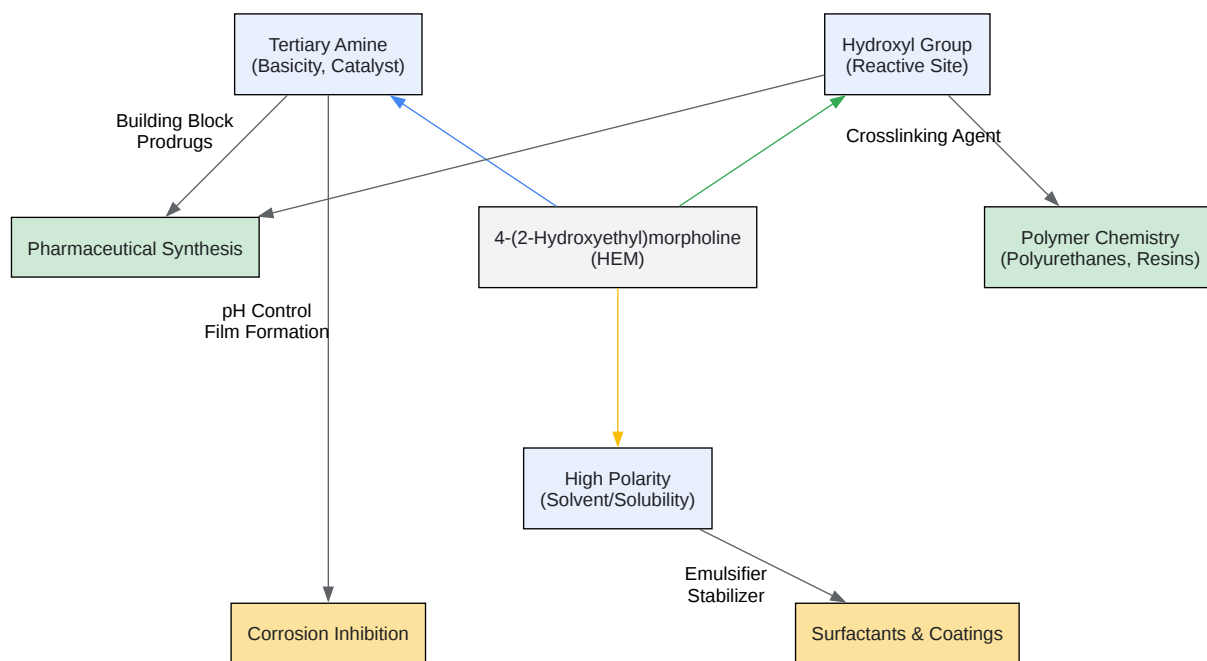 Tertiary Amine
(Basicity, Catalyst)
Hydroxyl Group
(Reactive Site)
Building Block
Prodrugs
Crosslinking Agent
Pharmaceutical Synthesis
4-(2-Hydroxyethyl)morpholine
(HEM)
Polymer Chemistry
(Polyurethanes, Resins)
pH Control
Film Formation
High Polarity
(Solvent/Solubility)
Emulsifier
Stabilizer
Corrosion Inhibition
Surfactants & Coatings